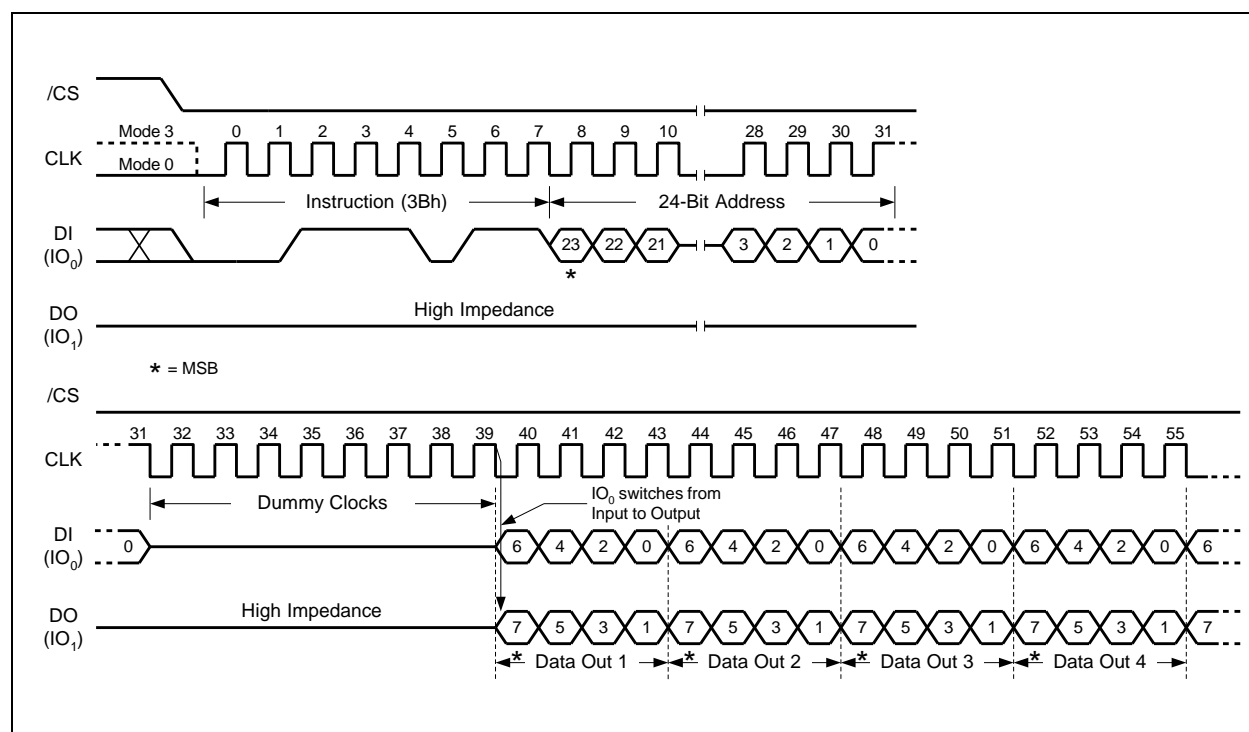 /CS
Mode 3
0 1 2 3 4 5 6 7 8 9 10 28 29 30 31
CLK
Mode 0
Instruction (3Bh) 24-Bit Address
DI
(IO₀)
23 22 21 3 2 1 0
*
DO
(IO₁)
High Impedance
* = MSB
/CS
31 32 33 34 35 36 37 38 39 40 41 42 43 44 45 46 47 48 49 50 51 52 53 54 55
CLK
Dummy Clocks
IO₀ switches from
Input to Output
DI
(IO₀)
0 6 4 2 0 6 4 2 0 6 4 2 0 6 4 2 0 6
DO
(IO₁)
High Impedance
7 5 3 1 7 5 3 1 7 5 3 1 7 5 3 1 7
* Data Out 1 * Data Out 2 * Data Out 3 * Data Out 4